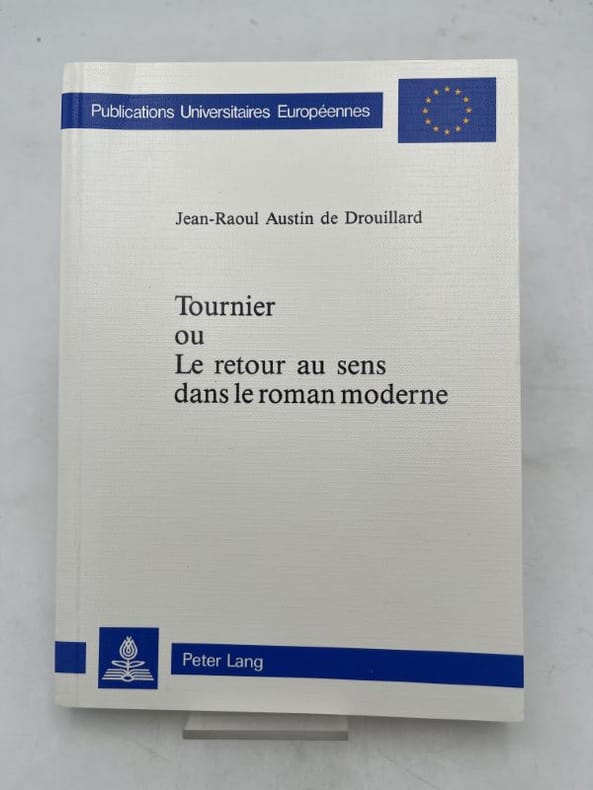 Publications Universitaires Européennes
Jean-Raoul Austin de Drouillard
Tournier
ou
Le retour au sens
dans le roman moderne
Peter Lang